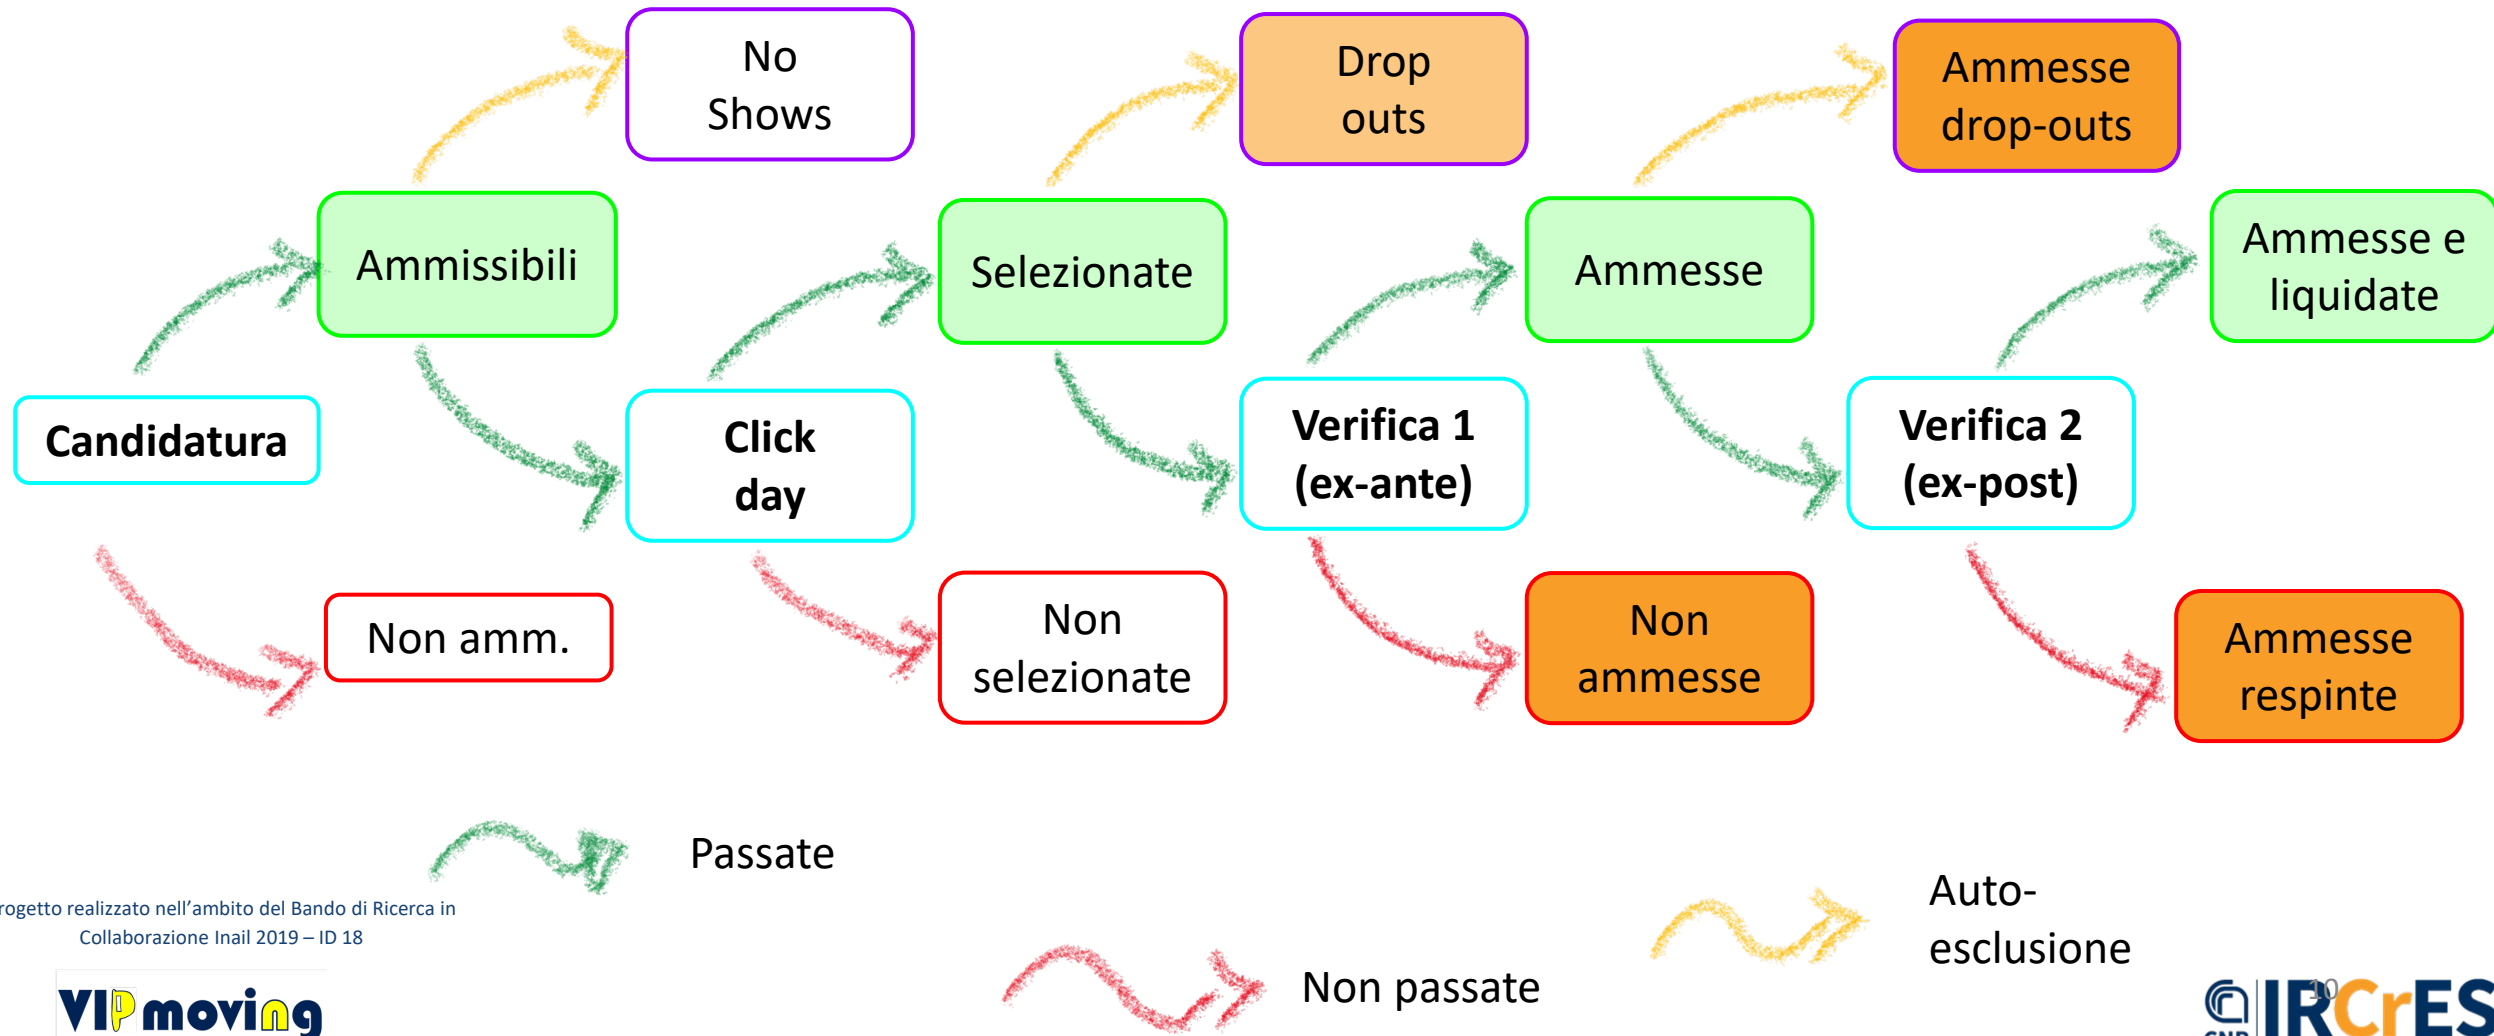 No
Shows
Drop
outs
Ammesse
drop-outs
Ammissibili
Selezionate
Ammesse
Ammesse e
liquidate
Candidatura
Click
day
Verifica 1
(ex-ante)
Verifica 2
(ex-post)
Non amm.
Non
selezionate
Non
ammesse
Ammesse
respinte
Passate
Non passate
Auto-
esclusione
rogetto realizzato nell'ambito del Bando di Ricerca in
Collaborazione Inail 2019 – ID 18
VIP moving
10
CNR IRCrES